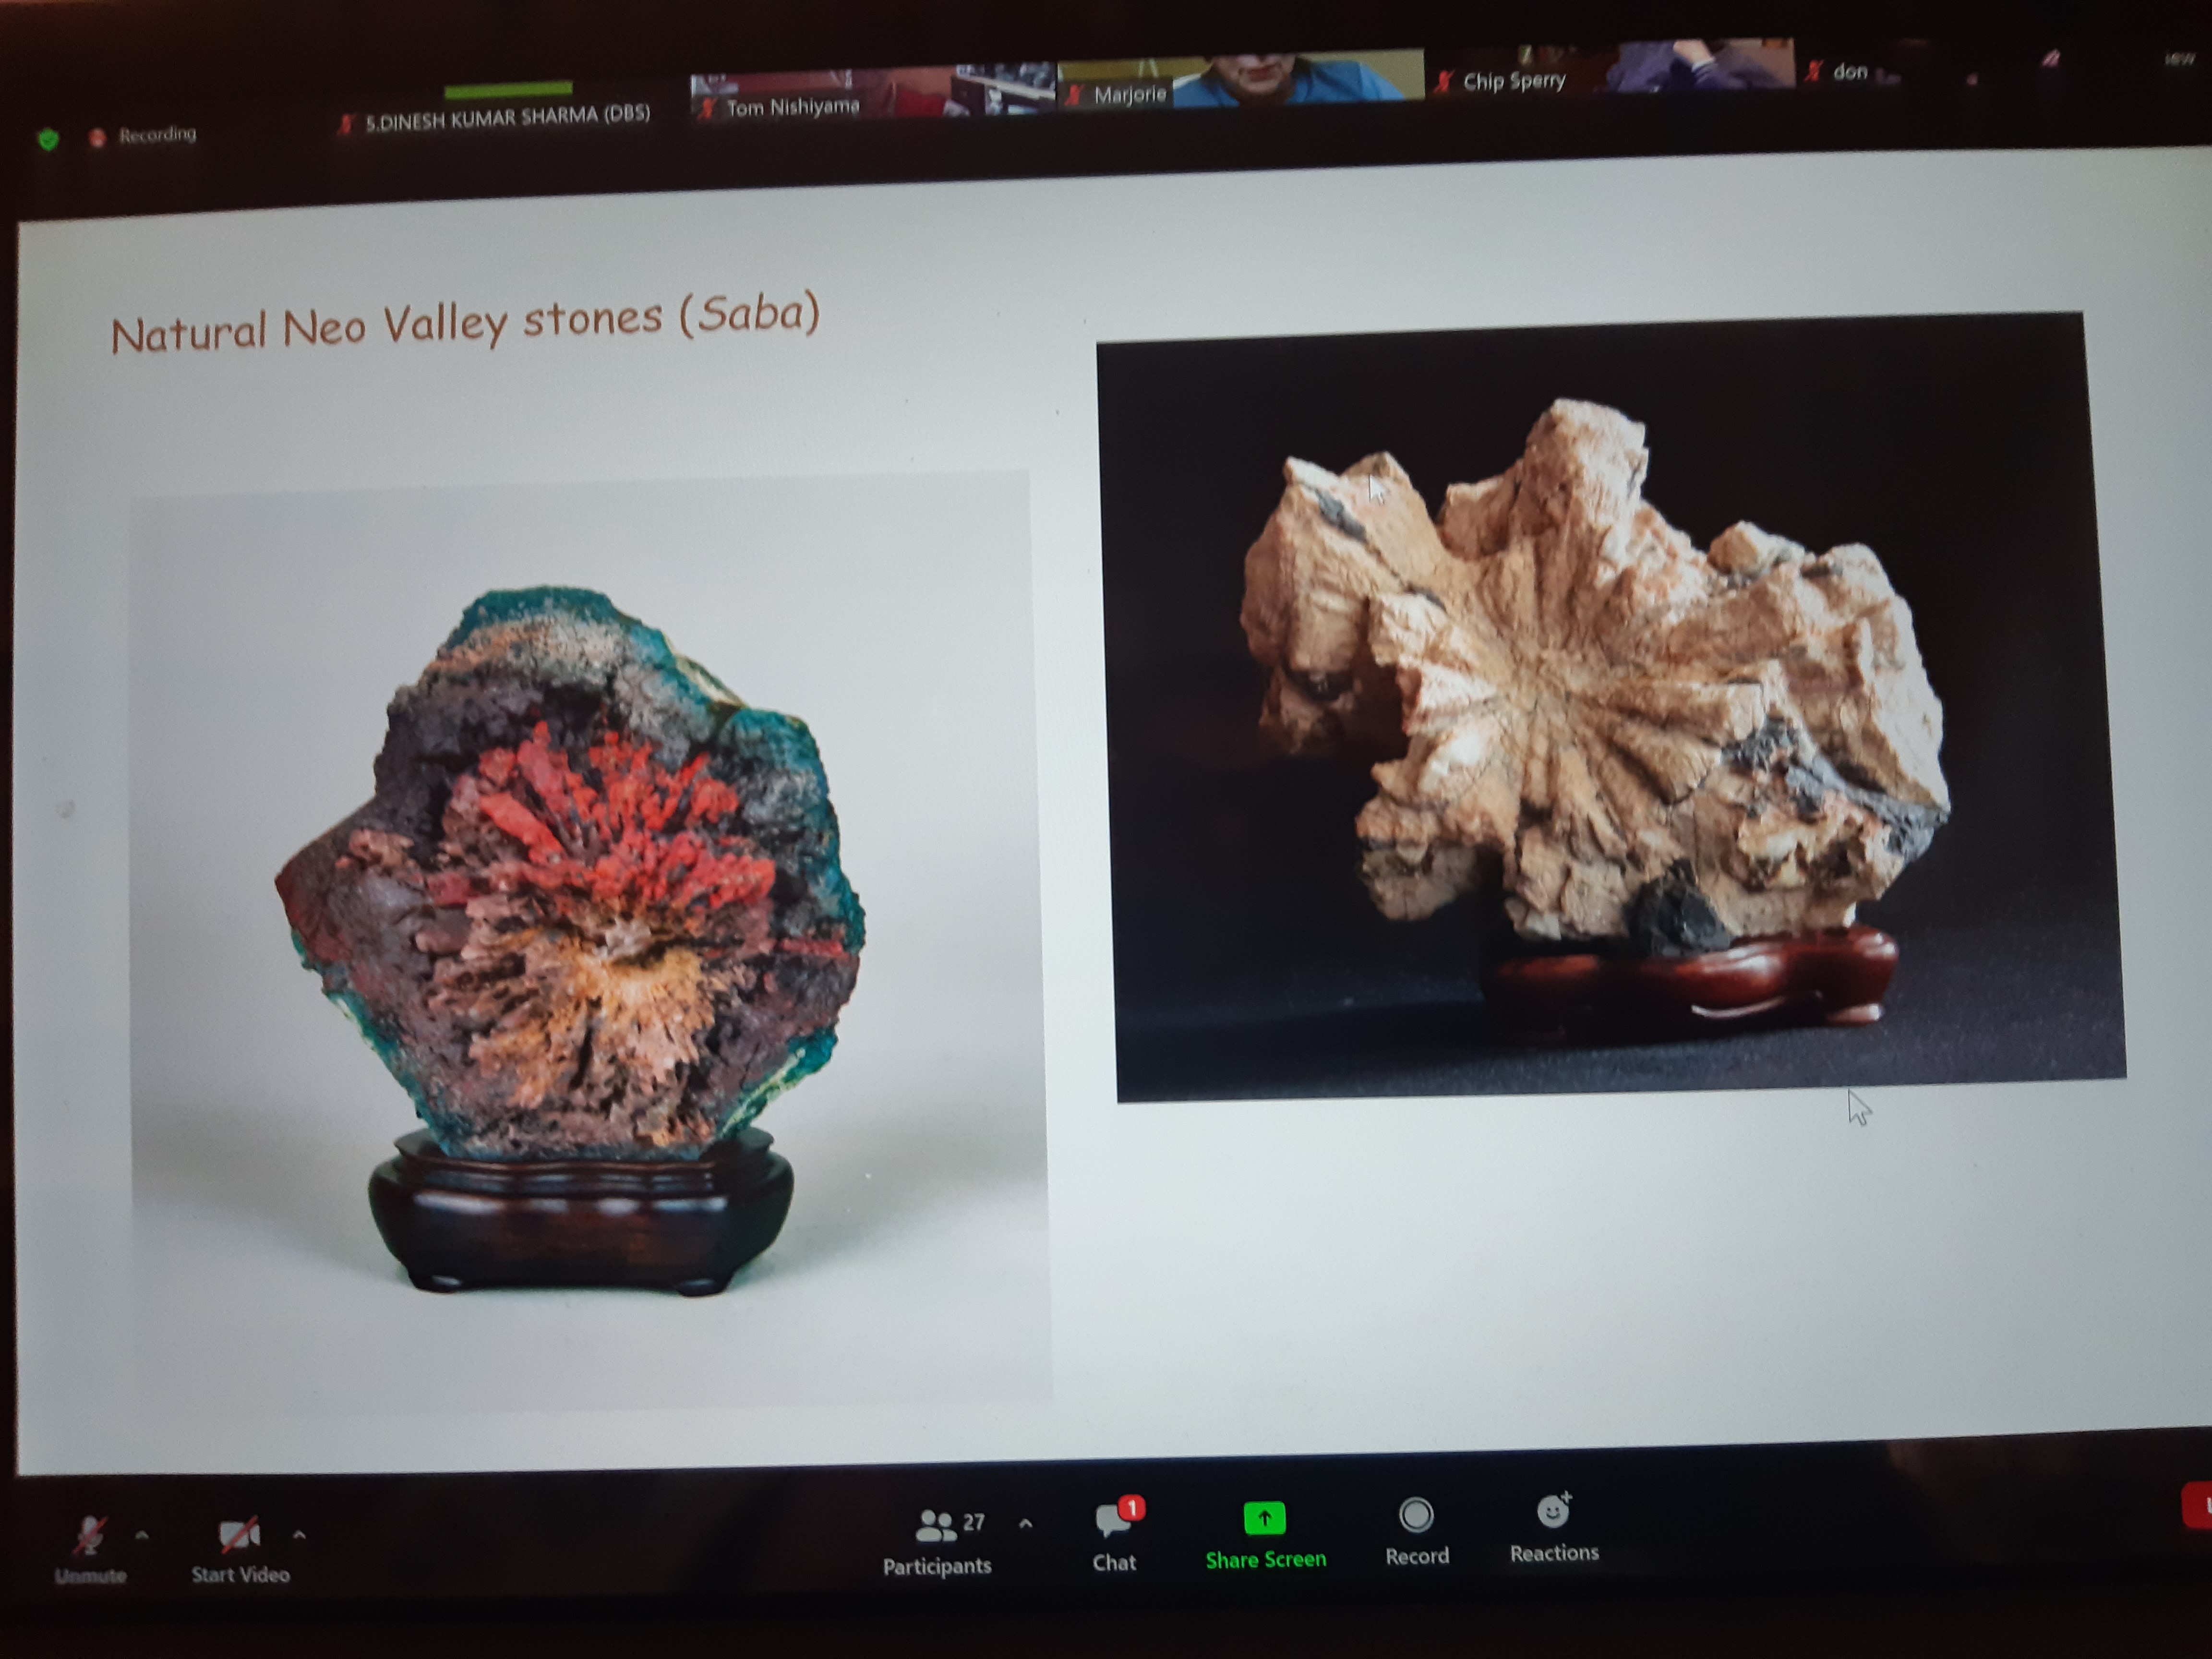 Recording
S.DINESH KUMAR SHARMA (DBS)
Tom Nishiyama
Marjorie
Chip Sperry
don
Natural Neo Valley stones (Saba)
Unmute
Start Video
27
Participants
1
Chat
Share Screen
Record
Reactions